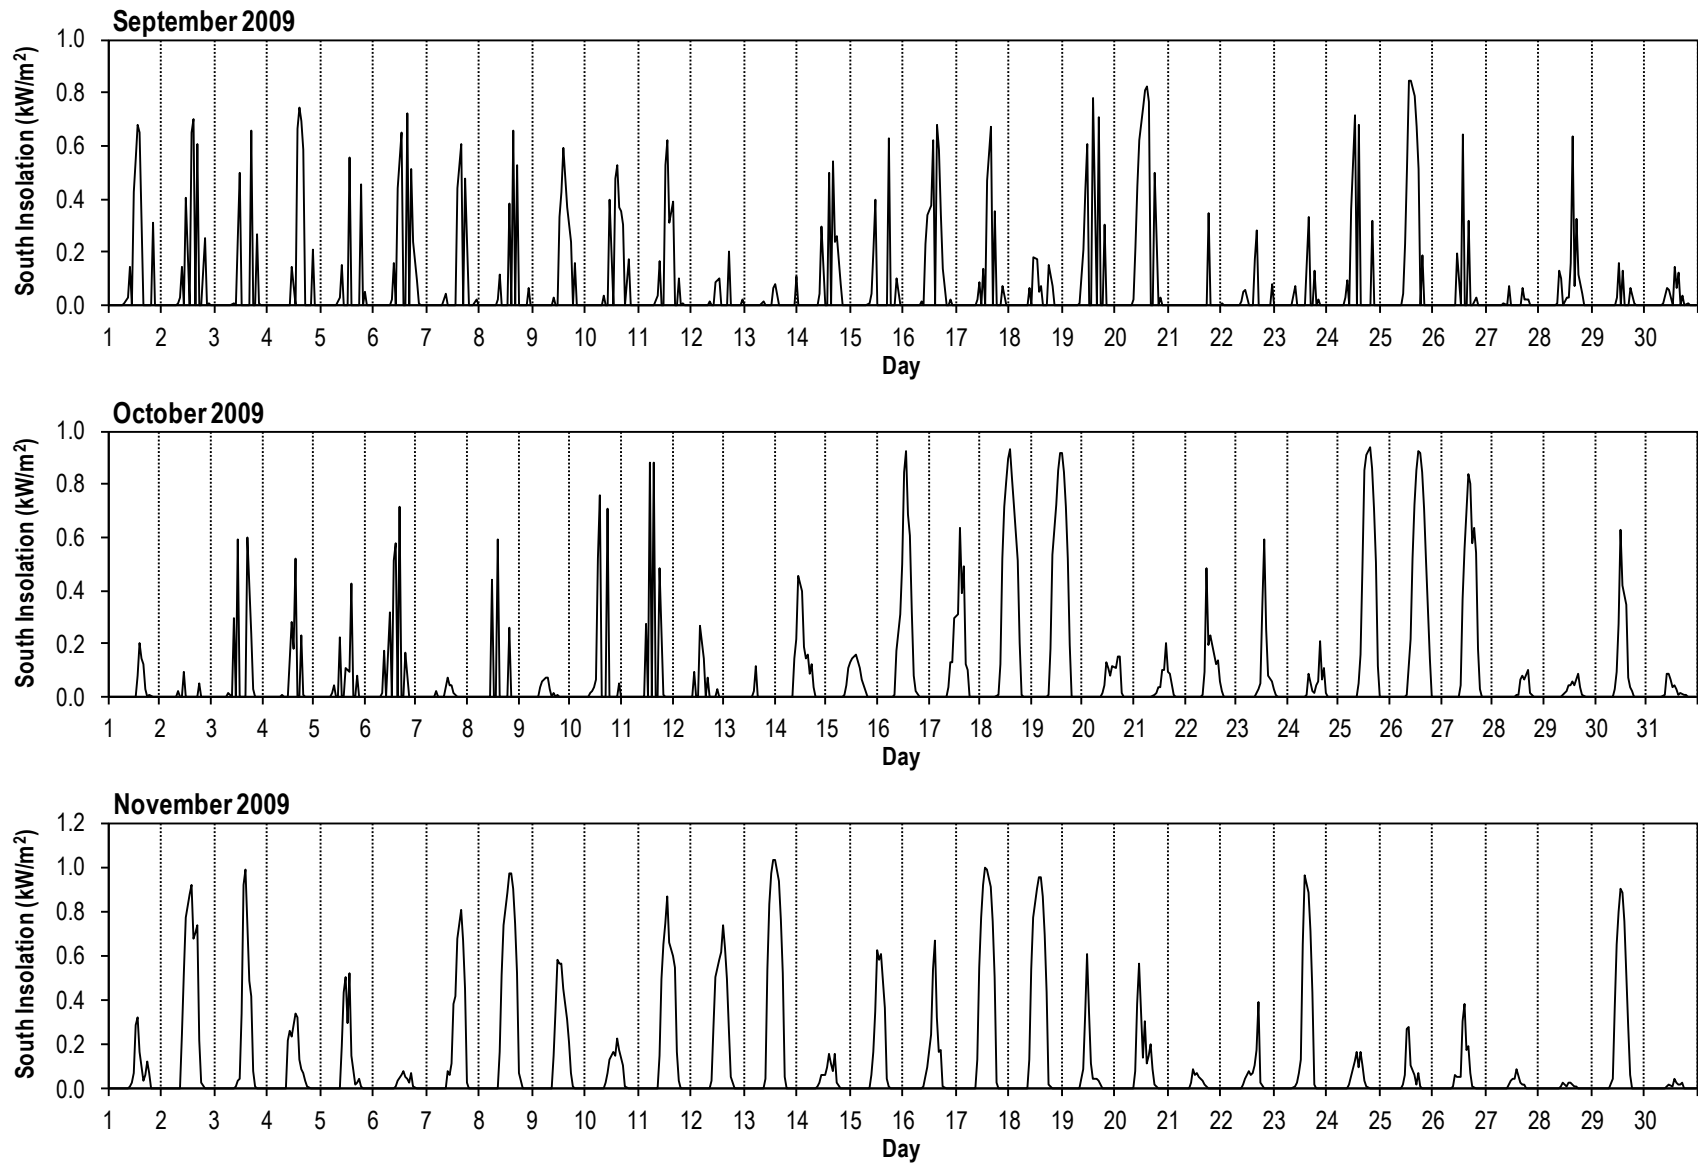 September 2009
South Insolation (kW/m²)
1.0
0.8
0.6
0.4
0.2
0.0
1 2 3 4 5 6 7 8 9 10 11 12 13 14 15 16 17 18 19 20 21 22 23 24 25 26 27 28 29 30
Day
October 2009
South Insolation (kW/m²)
1.0
0.8
0.6
0.4
0.2
0.0
1 2 3 4 5 6 7 8 9 10 11 12 13 14 15 16 17 18 19 20 21 22 23 24 25 26 27 28 29 30 31
Day
November 2009
South Insolation (kW/m²)
1.2
1.0
0.8
0.6
0.4
0.2
0.0
1 2 3 4 5 6 7 8 9 10 11 12 13 14 15 16 17 18 19 20 21 22 23 24 25 26 27 28 29 30
Day